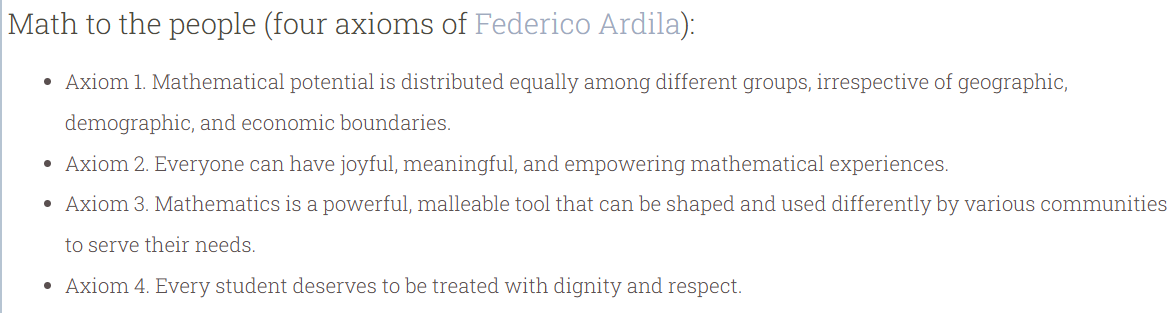 Math to the people (four axioms of Federico Ardila):
• Axiom 1. Mathematical potential is distributed equally among different groups, irrespective of geographic,
demographic, and economic boundaries.
• Axiom 2. Everyone can have joyful, meaningful, and empowering mathematical experiences.
• Axiom 3. Mathematics is a powerful, malleable tool that can be shaped and used differently by various communities
to serve their needs.
• Axiom 4. Every student deserves to be treated with dignity and respect.